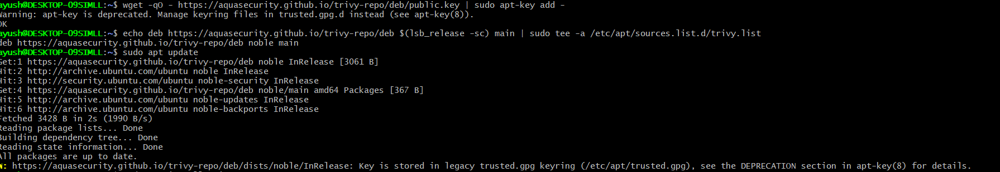 ayush@DESKTOP-O9SIMLL:~$ wget -qO - https://aquasecurity.github.io/trivy-repo/deb/public.key | sudo apt-key add -
Warning: apt-key is deprecated. Manage keyring files in trusted.gpg.d instead (see apt-key(8)).
OK
ayush@DESKTOP-O9SIMLL:~$ echo deb https://aquasecurity.github.io/trivy-repo/deb $(lsb_release -sc) main | sudo tee -a /etc/apt/sources.list.d/trivy.list
deb https://aquasecurity.github.io/trivy-repo/deb noble main
ayush@DESKTOP-O9SIMLL:~$ sudo apt update
Get:1 https://aquasecurity.github.io/trivy-repo/deb noble InRelease [3061 B]
Hit:2 http://archive.ubuntu.com/ubuntu noble InRelease
Hit:3 http://security.ubuntu.com/ubuntu noble-security InRelease
Get:4 https://aquasecurity.github.io/trivy-repo/deb noble/main amd64 Packages [367 B]
Hit:5 http://archive.ubuntu.com/ubuntu noble-updates InRelease
Hit:6 http://archive.ubuntu.com/ubuntu noble-backports InRelease
Fetched 3428 B in 2s (1990 B/s)
Reading package lists... Done
Building dependency tree... Done
Reading state information... Done
All packages are up to date.
W: https://aquasecurity.github.io/trivy-repo/deb/dists/noble/InRelease: Key is stored in legacy trusted.gpg keyring (/etc/apt/trusted.gpg), see the DEPRECATION section in apt-key(8) for details.